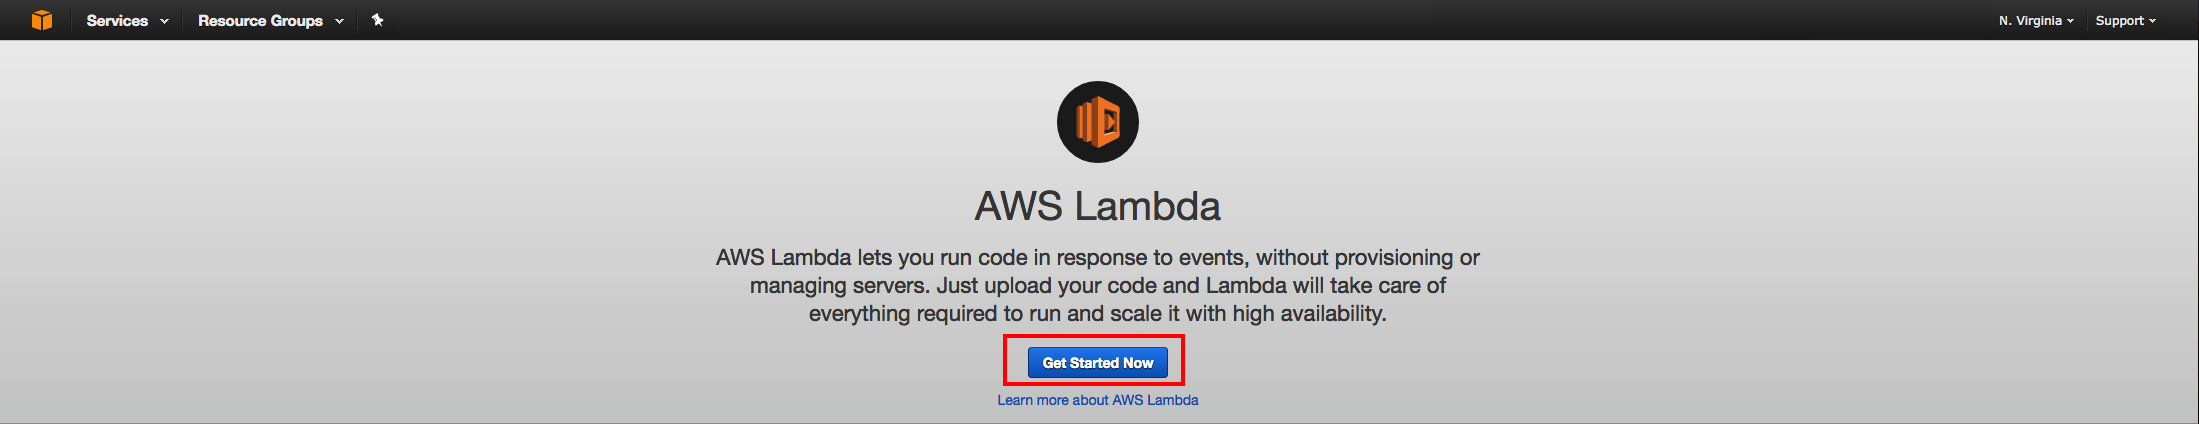 Services Resource Groups N. Virginia Support
AWS Lambda
AWS Lambda lets you run code in response to events, without provisioning or
managing servers. Just upload your code and Lambda will take care of
everything required to run and scale it with high availability.
Get Started Now
Learn more about AWS Lambda